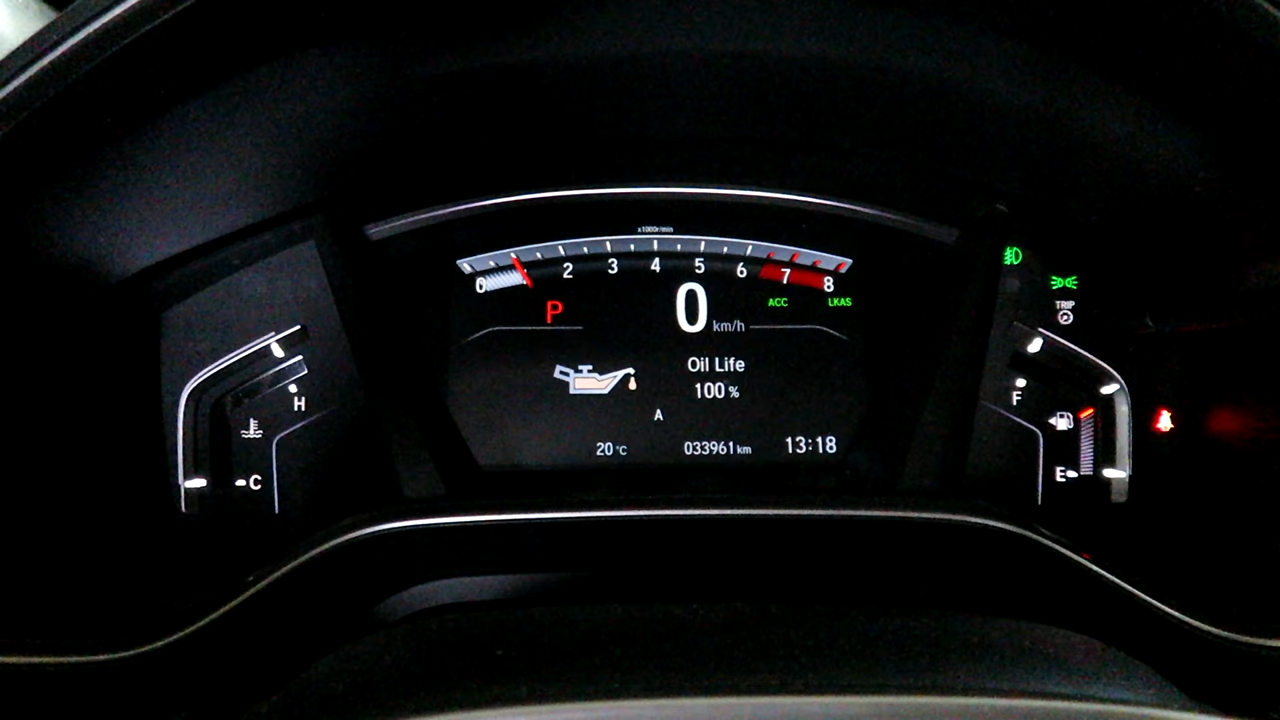 x1000r/min
0 2 3 4 5 6 7 8
P
0 km/h
ACC
LKAS
TRIP
Oil Life
100 %
A
20 °C
033961 km
13:18
H
C
F
E